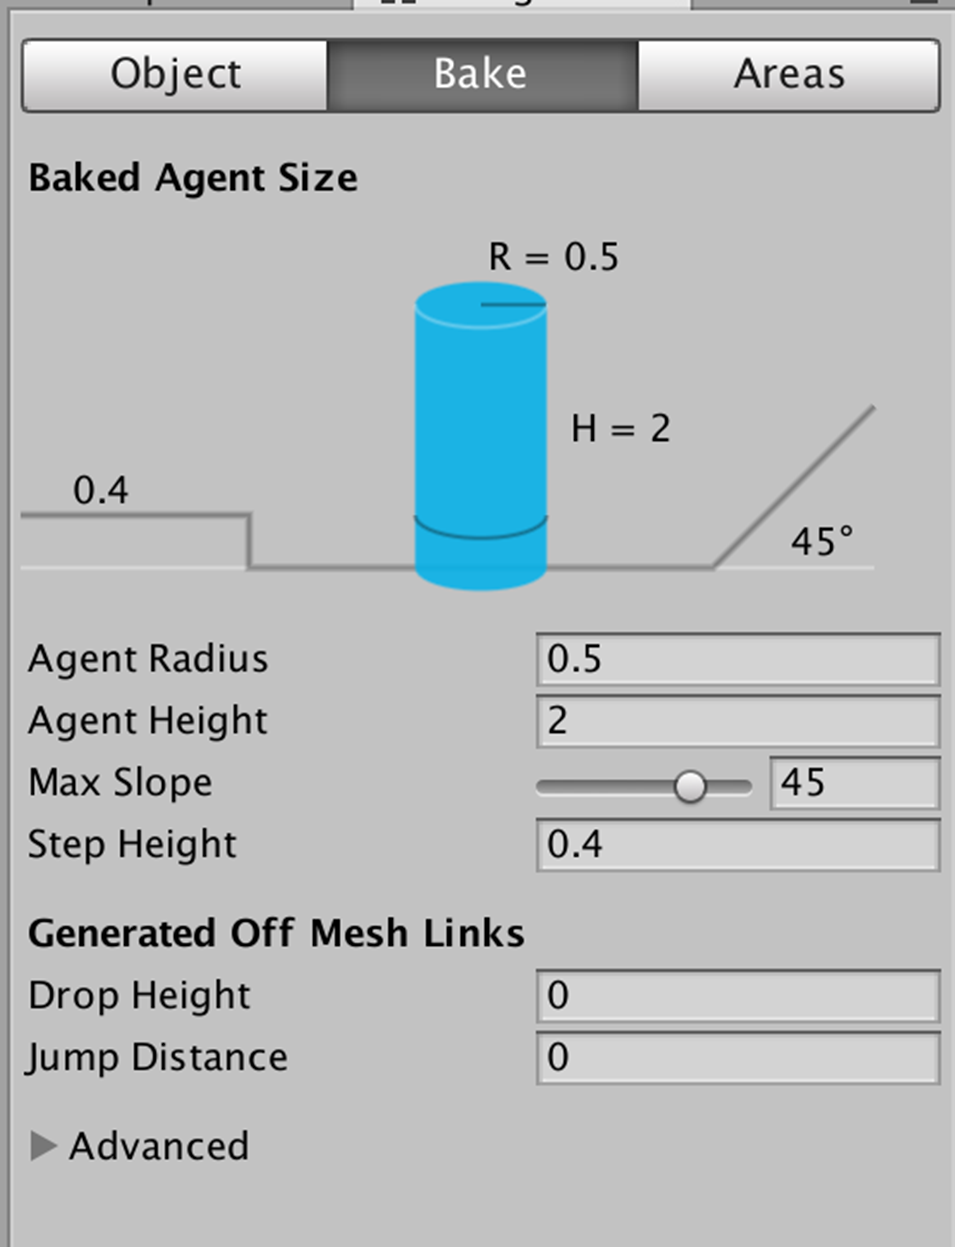 Object Bake Areas
Baked Agent Size
R = 0.5
H = 2
0.4
45°
Agent Radius 0.5
Agent Height 2
Max Slope 45
Step Height 0.4
Generated Off Mesh Links
Drop Height 0
Jump Distance 0
Advanced